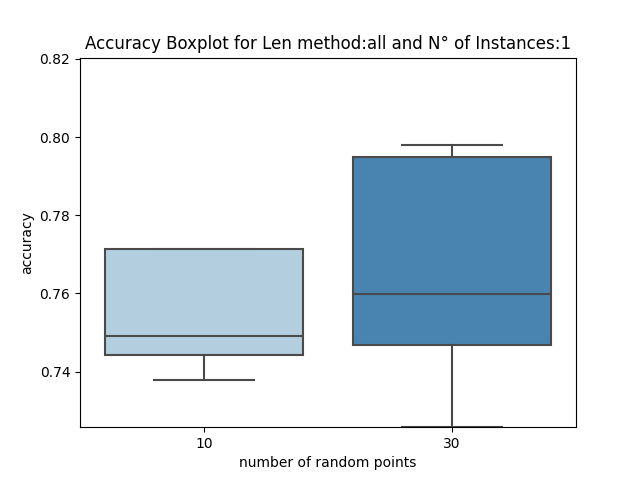 Accuracy Boxplot for Len method:all and N° of Instances:1
0.82
0.80
0.78
0.76
0.74
accuracy
10
30
number of random points